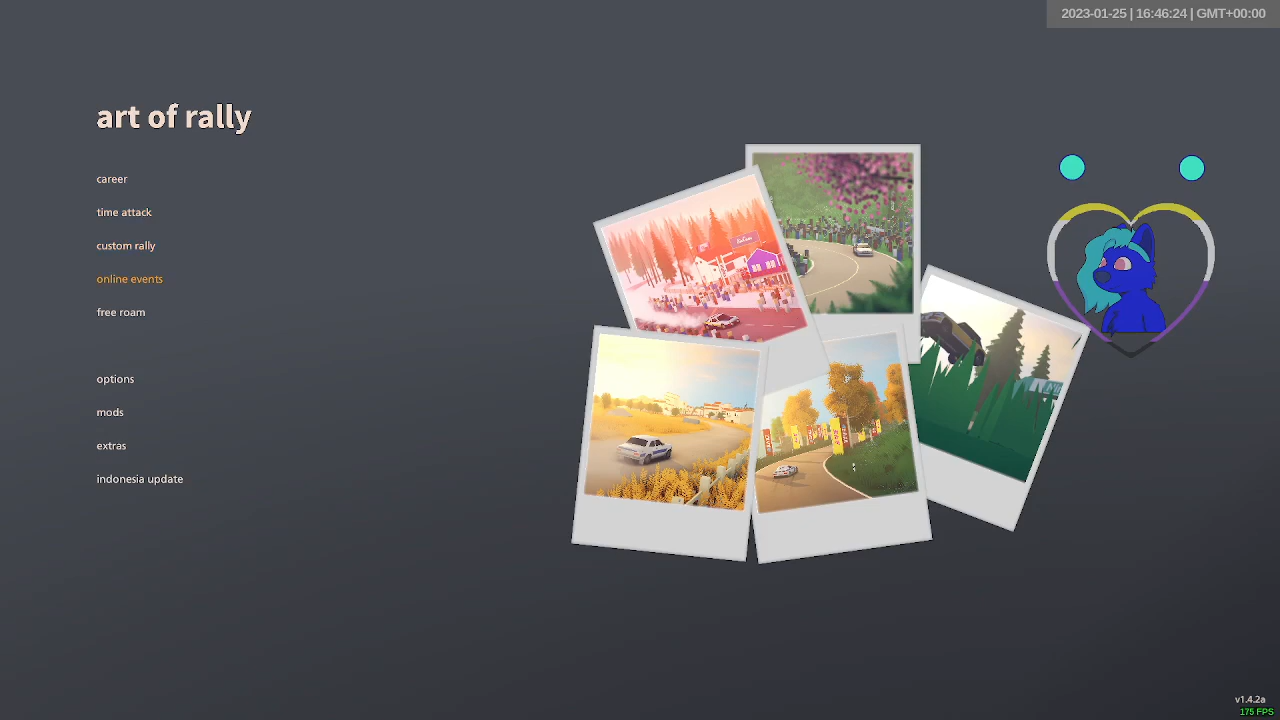 2023-01-25 | 16:46:24 | GMT+00:00
art of rally
career
time attack
custom rally
online events
free roam
options
mods
extras
indonesia update
v1.4.2a
175 FPS